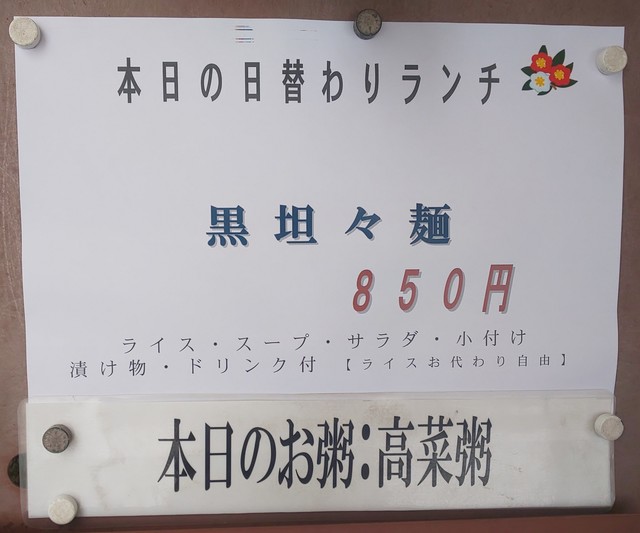 本日の日替わりランチ
黒坦々麺
８５０円
ライス・スープ・サラダ・小付け
漬け物・ドリンク付 【ライスお代わり自由】
本日のお粥：高菜粥